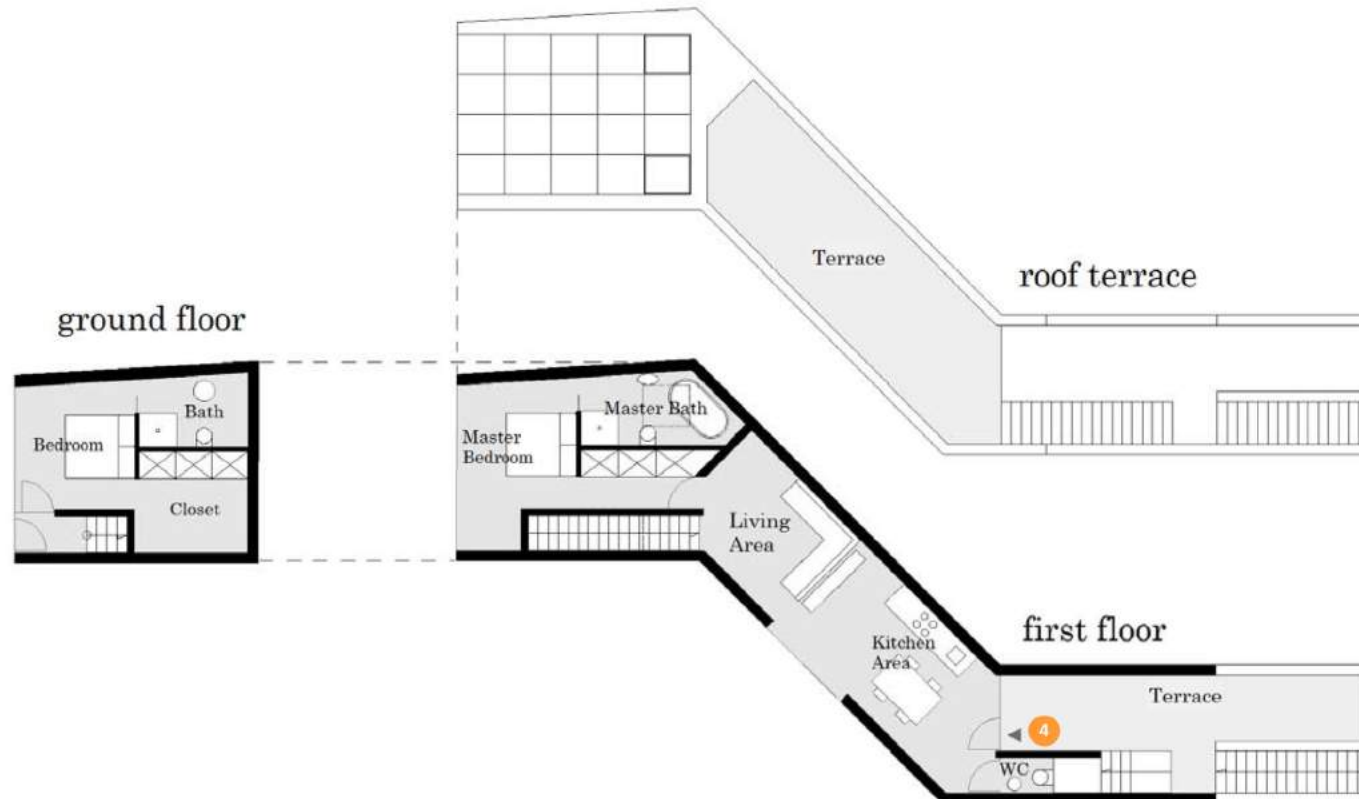 Terrace
roof terrace
ground floor
Bath
Bedroom
Closet
Master Bath
Master
Bedroom
Living
Area
Kitchen
Area
first floor
Terrace
4
WC